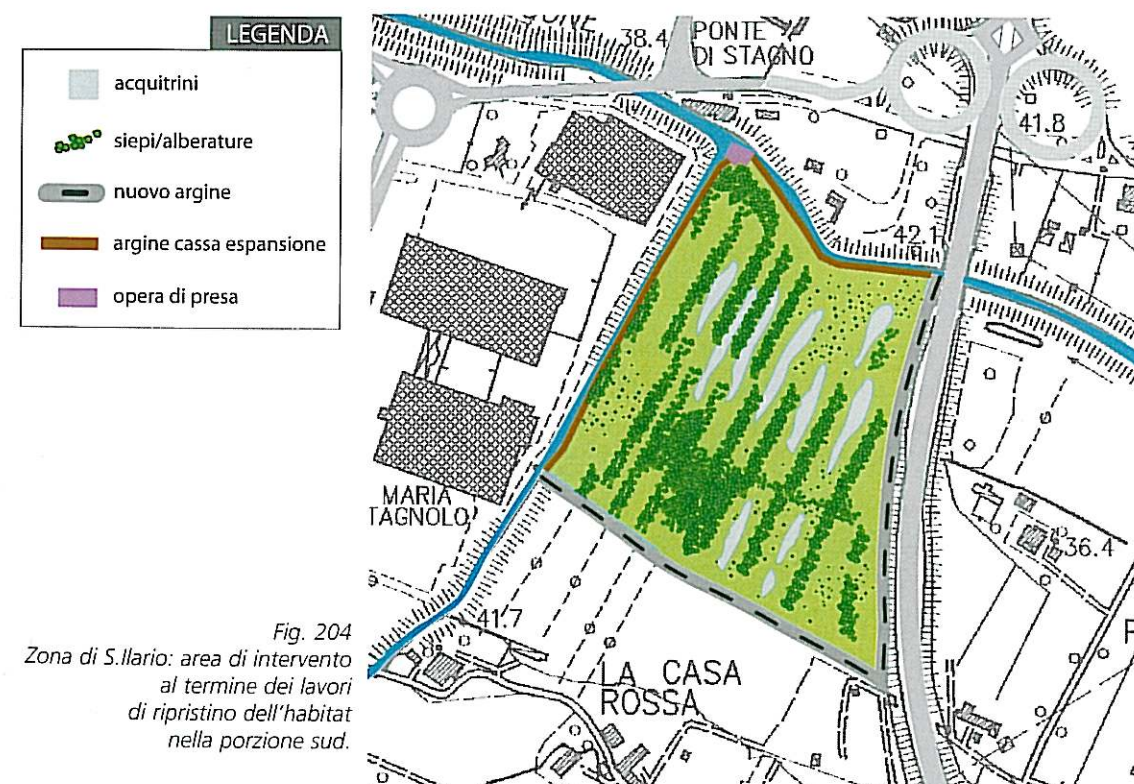 LEGENDA
acquitrini
siepi/alberature
nuovo argine
argine cassa espansione
opera di presa
Fig. 204
Zona di S.Ilario: area di intervento
al termine dei lavori
di ripristino dell'habitat
nella porzione sud.
38.4
PONTE
DI STAGNO
41.8
42.1
MARIA
TAGNOLO
36.4
41.7
LA CASA
ROSSA